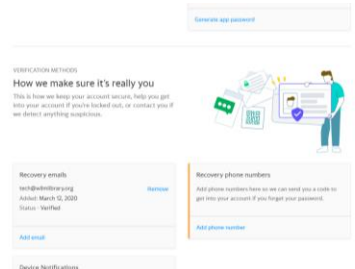 Generate app password
VERIFICATION METHODS
How we make sure it's really you
This is how we keep your account secure, help you get
into your account if you're locked out, or contact you if
we detect anything suspicious.
Recovery emails
tech@wlmlibrary.org
Remove
Added: March 12, 2020
Status - Verified
Add email
Recovery phone numbers
Add phone numbers here so we can send you a code to
get into your account if you forget your password.
Add phone number
Device Notifications